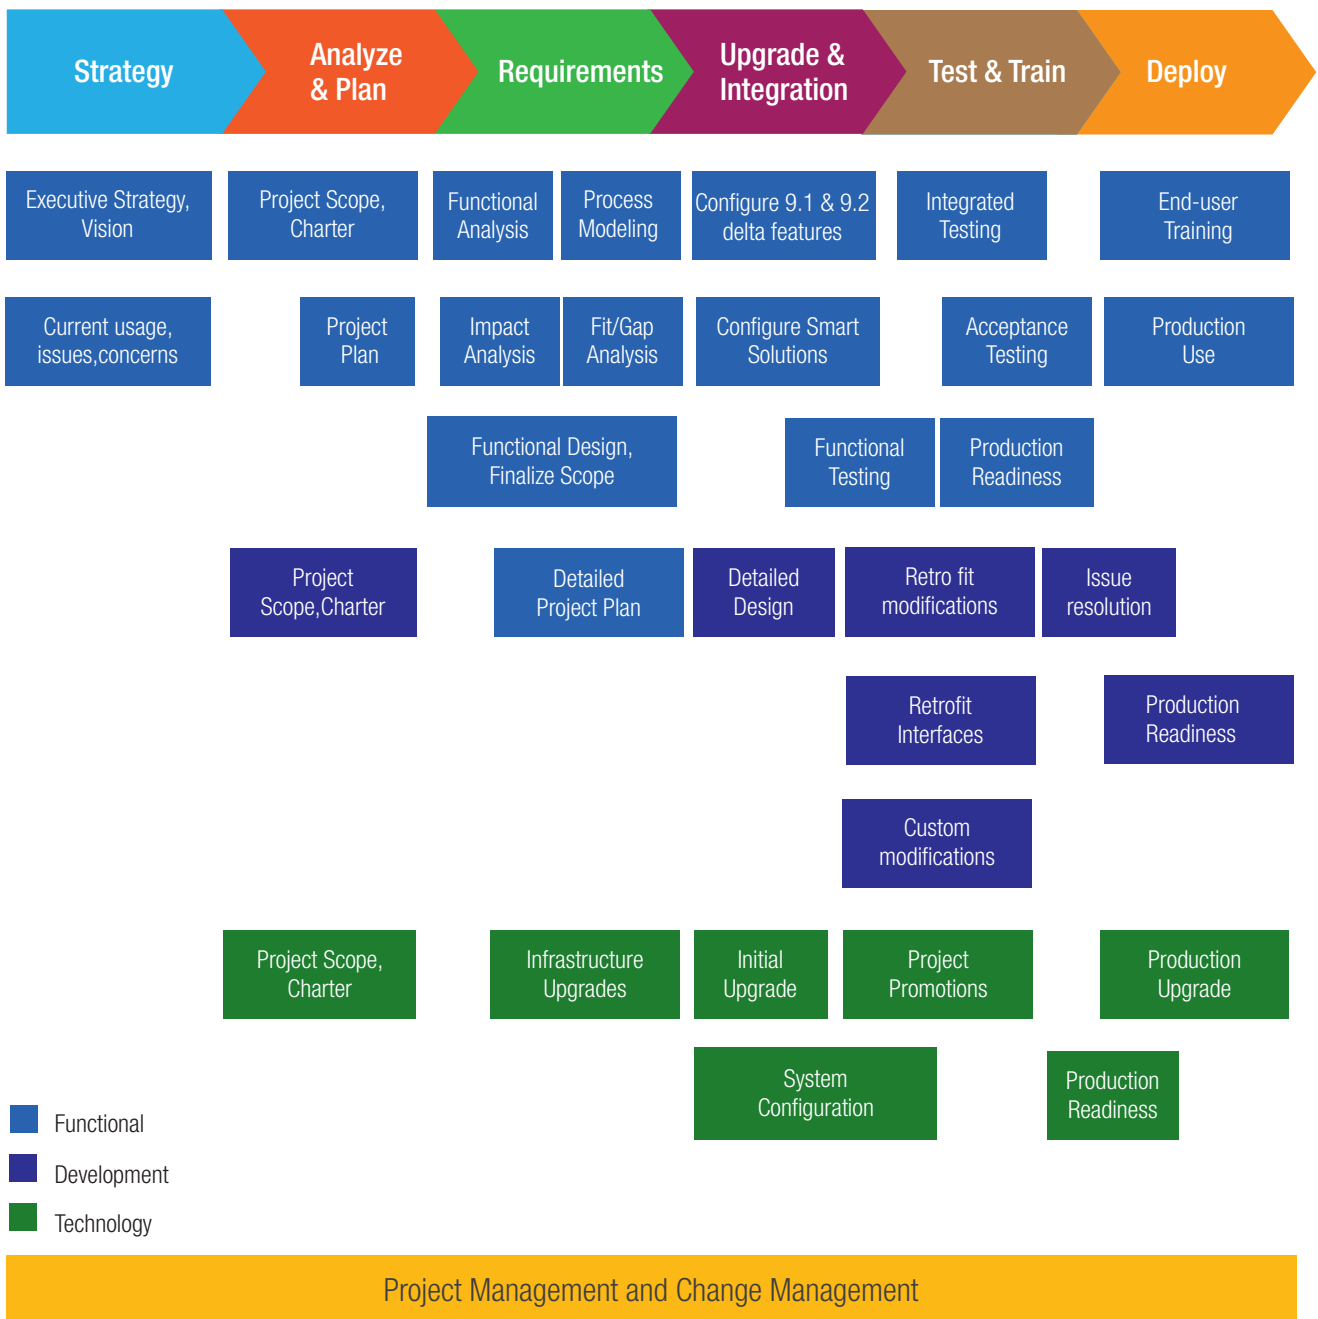 Strategy
Analyze
& Plan
Requirements
Upgrade &
Integration
Test & Train
Deploy
Executive Strategy,
Vision
Project Scope,
Charter
Functional
Analysis
Process
Modeling
Configure 9.1 & 9.2
delta features
Integrated
Testing
End-user
Training
Current usage,
issues,concerns
Project
Plan
Impact
Analysis
Fit/Gap
Analysis
Configure Smart
Solutions
Acceptance
Testing
Production
Use
Functional Design,
Finalize Scope
Functional
Testing
Production
Readiness
Project
Scope,Charter
Detailed
Project Plan
Detailed
Design
Retro fit
modifications
Issue
resolution
Retrofit
Interfaces
Production
Readiness
Custom
modifications
Project Scope,
Charter
Infrastructure
Upgrades
Initial
Upgrade
Project
Promotions
Production
Upgrade
System
Configuration
Production
Readiness
Functional
Development
Technology
Project Management and Change Management